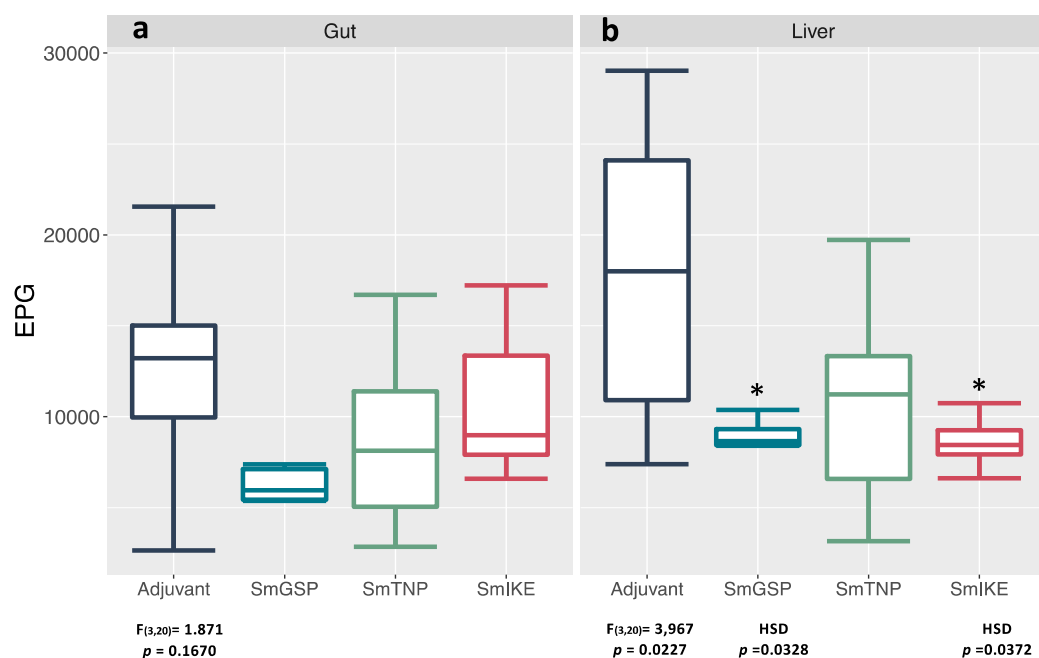 a
Gut
b
Liver
EPG
30000
20000
10000
*
*
Adjuvant SmGSP SmTNP SmIKE
Adjuvant SmGSP SmTNP SmIKE
F(3,20)= 1.871
p = 0.1670
F(3,20)= 3,967
p = 0.0227
HSD
p =0.0328
HSD
p =0.0372